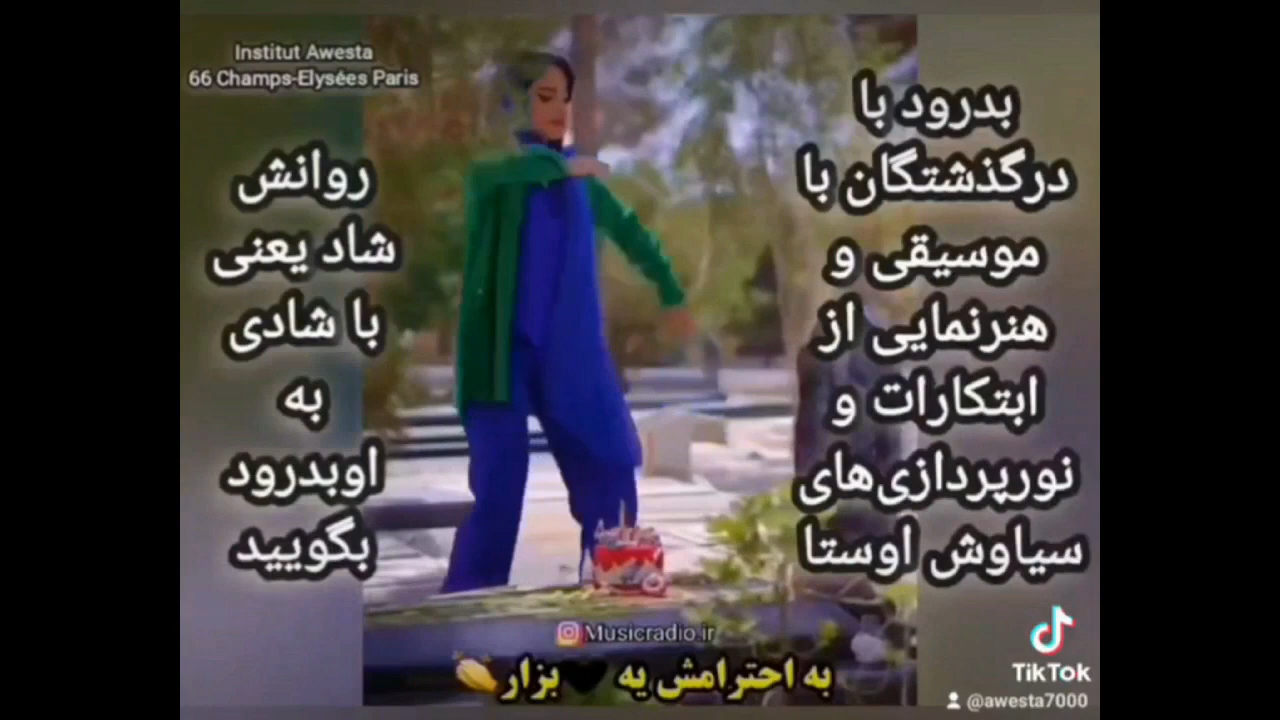 Institut Awesta
66 Champs-Elysées Paris
بدرود با
درگذشتگان با
موسیقی و
هنرنمایی از
ابتکارات و
نورپردازی‌های
سیاوش اوستا
روانش
شاد یعنی
با شادی
به
اوبدرود
بگویید
Musicradio.ir
به احترامش یه 🖤 بزار 👏
TikTok
@awesta7000